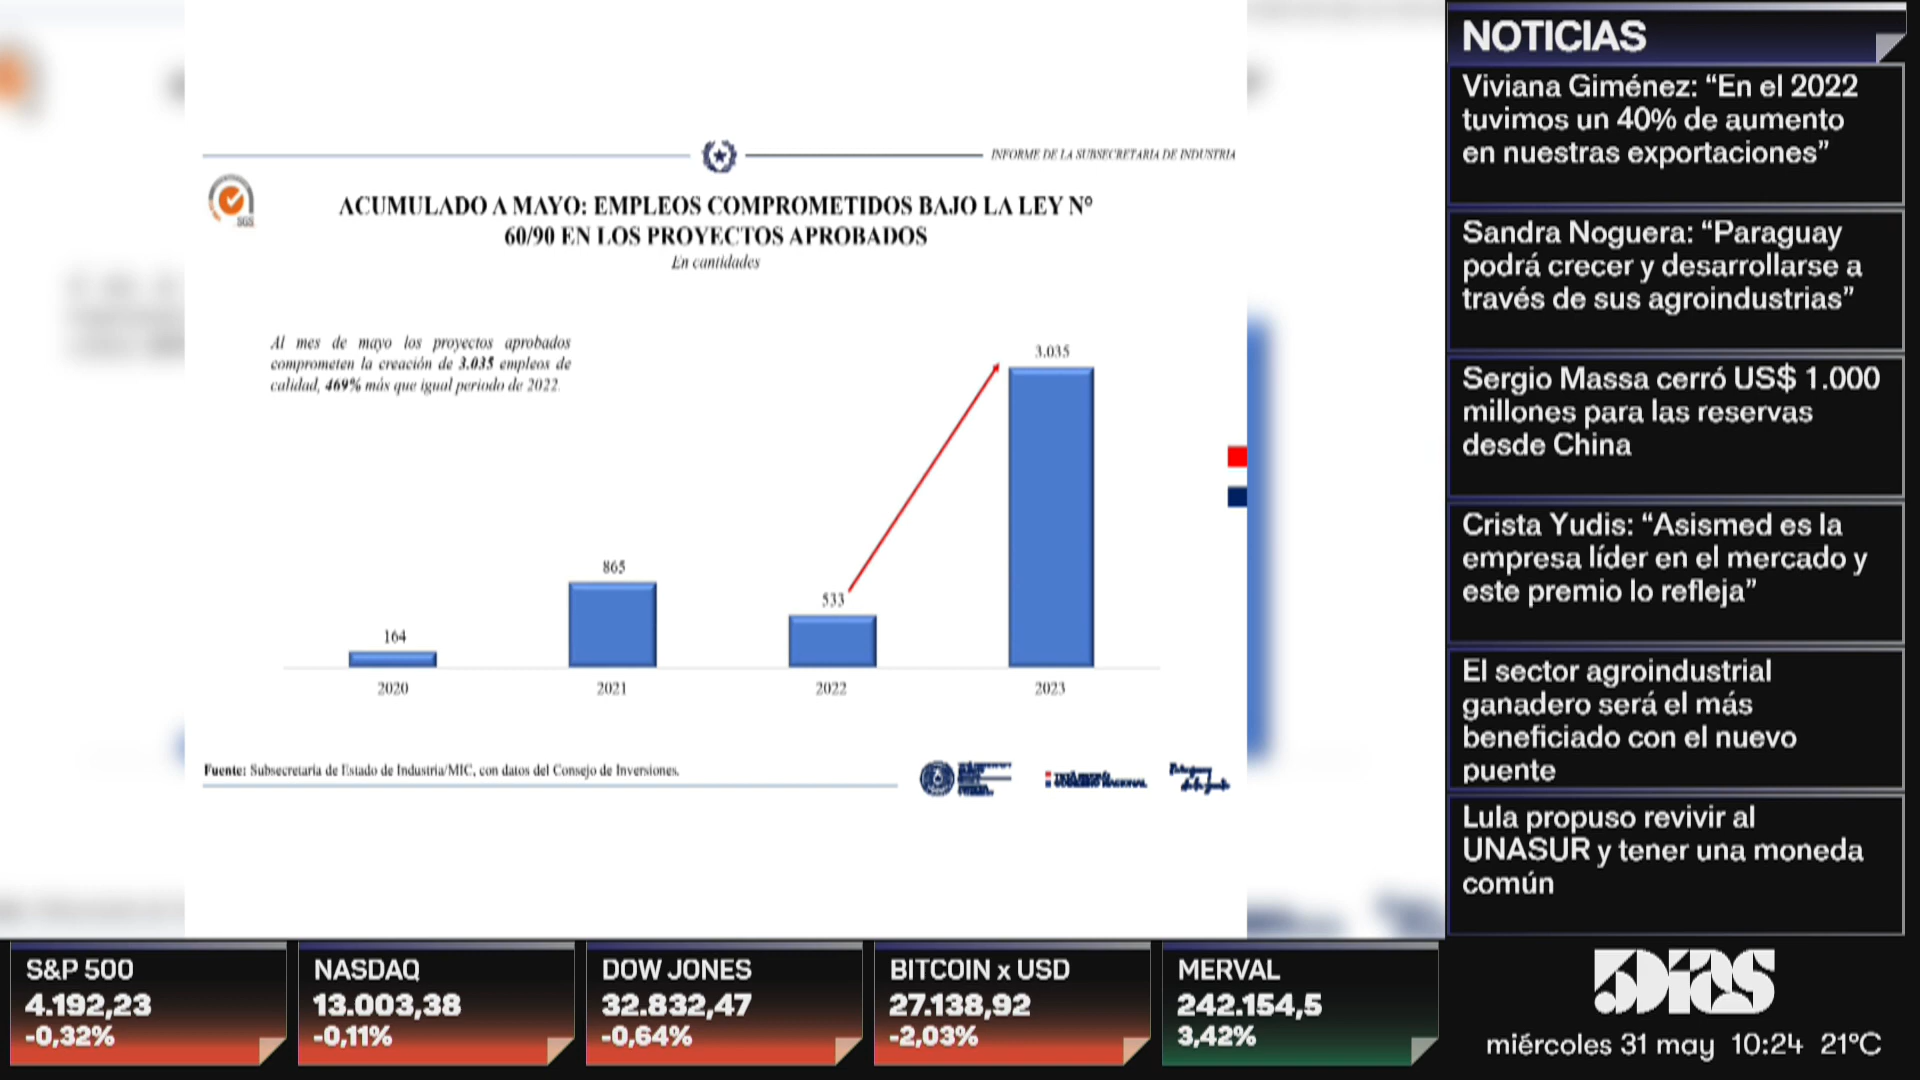 INFORME DE LA SUBSECRETARIA DE INDUSTRIA
SGS
ACUMULADO A MAYO: EMPLEOS COMPROMETIDOS BAJO LA LEY Nº
60/90 EN LOS PROYECTOS APROBADOS
En cantidades
Al mes de mayo los proyectos aprobados
comprometen la creación de 3.035 empleos de
calidad, 469% más que igual periodo de 2022.
164
865
533
3.035
2020
2021
2022
2023
Fuente: Subsecretaría de Estado de Industria/MIC, con datos del Consejo de Inversiones.
GOBIERNO NACIONAL
Paraguay
de la gente
NOTICIAS
Viviana Giménez: “En el 2022
tuvimos un 40% de aumento
en nuestras exportaciones”
Sandra Noguera: “Paraguay
podrá crecer y desarrollarse a
través de sus agroindustrias”
Sergio Massa cerró US$ 1.000
millones para las reservas
desde China
Crista Yudis: “Asismed es la
empresa líder en el mercado y
este premio lo refleja”
El sector agroindustrial
ganadero será el más
beneficiado con el nuevo
puente
Lula propuso revivir al
UNASUR y tener una moneda
común
S&P 500
4.192,23
-0,32%
NASDAQ
13.003,38
-0,11%
DOW JONES
32.832,47
-0,64%
BITCOIN x USD
27.138,92
-2,03%
MERVAL
242.154,5
3,42%
5DIAS
miércoles 31 may 10:24 21°C